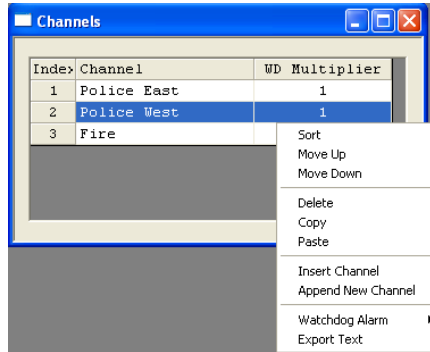 Channels
Index Channel WD Multiplier
1 Police East 1
2 Police West 1
3 Fire
Sort
Move Up
Move Down
Delete
Copy
Paste
Insert Channel
Append New Channel
Watchdog Alarm
Export Text